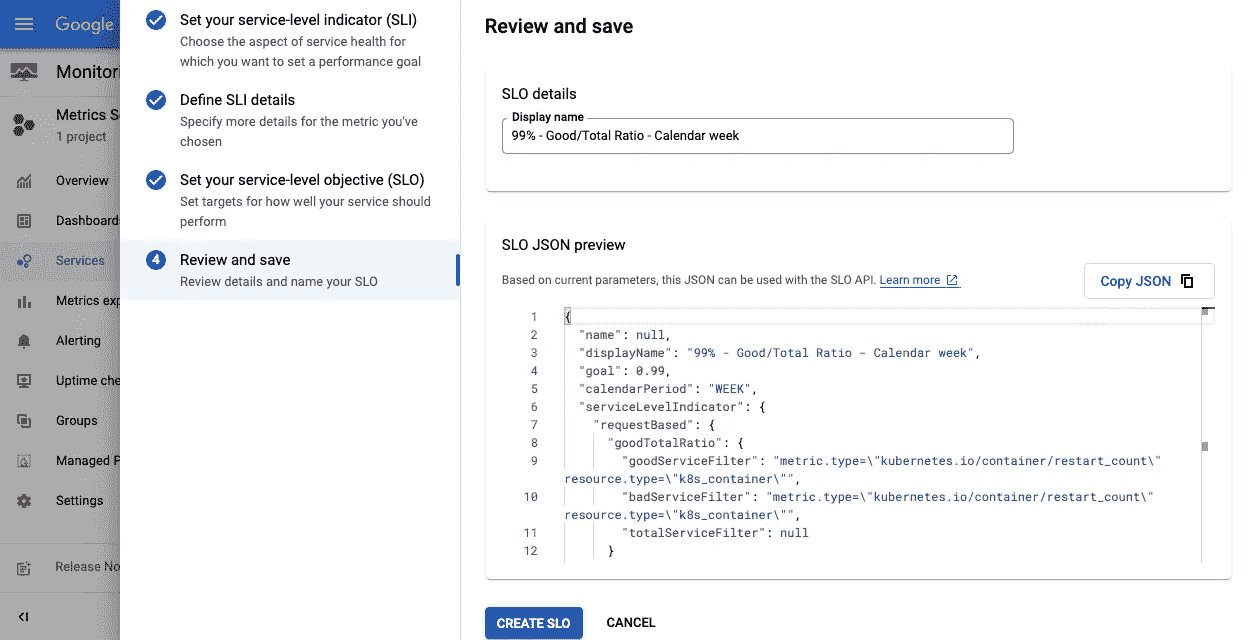 Google
Monitori
Metrics S
1 project
Overview
Dashboard
Services
Metrics exp
Alerting
Uptime che
Groups
Managed P
Settings
Release No
Set your service-level indicator (SLI)
Choose the aspect of service health for
which you want to set a performance goal
Define SLI details
Specify more details for the metric you've
chosen
Set your service-level objective (SLO)
Set targets for how well your service should
perform
4 Review and save
Review details and name your SLO
Review and save
SLO details
Display name
99% - Good/Total Ratio - Calendar week
SLO JSON preview
Based on current parameters, this JSON can be used with the SLO API. Learn more
Copy JSON
1 {
2 "name": null,
3 "displayName": "99% - Good/Total Ratio - Calendar week",
4 "goal": 0.99,
5 "calendarPeriod": "WEEK",
6 "serviceLevelIndicator": {
7 "requestBased": {
8 "goodTotalRatio": {
9 "goodServiceFilter": "metric.type=\"kubernetes.io/container/restart_count\"
resource.type=\"k8s_container\"",
10 "badServiceFilter": "metric.type=\"kubernetes.io/container/restart_count\"
resource.type=\"k8s_container\"",
11 "totalServiceFilter": null
12 }
CREATE SLO
CANCEL